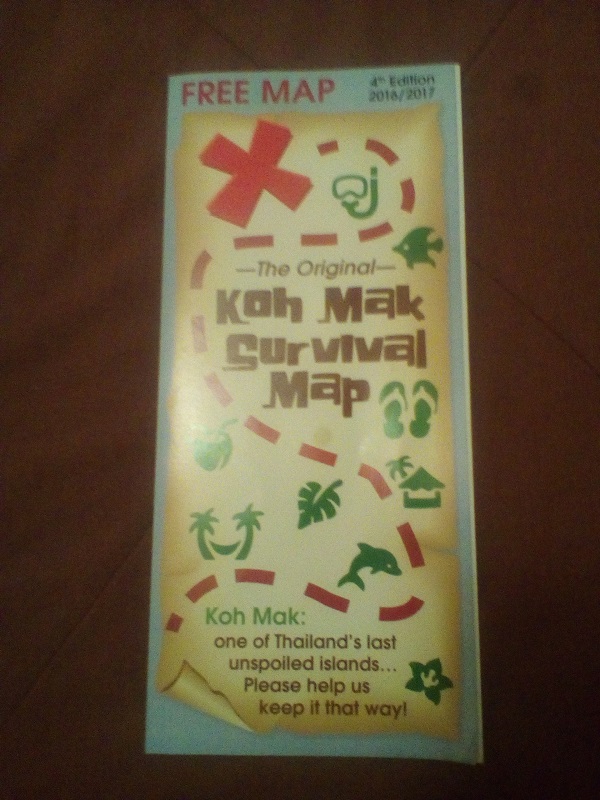 FREE MAP
4th Edition
2016/2017
—The Original—
Koh Mak
Survival
Map
Koh Mak:
one of Thailand's last
unspoiled islands...
Please help us
keep it that way!